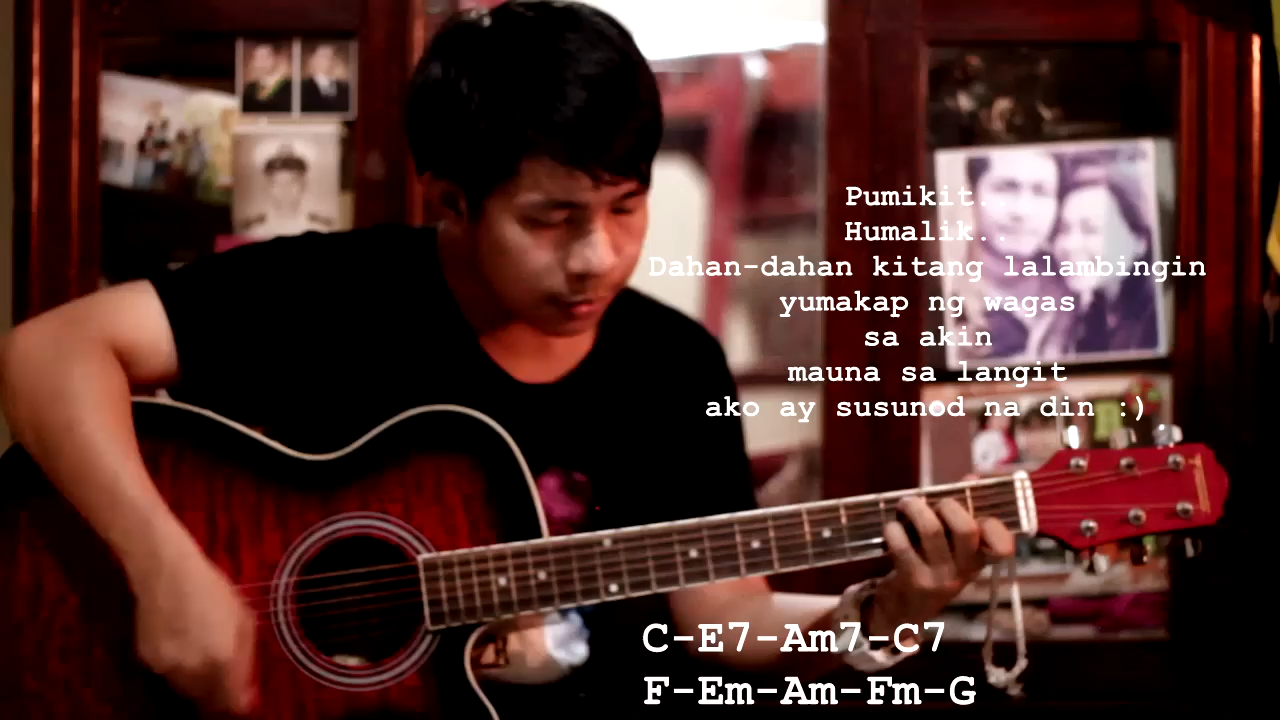 Pumikit..
Humalik..
Dahan-dahan kitang lalambingin
yumakap ng wagas
sa akin
mauna sa langit
ako ay susunod na din :)
C-E7-Am7-C7
F-Em-Am-Fm-G